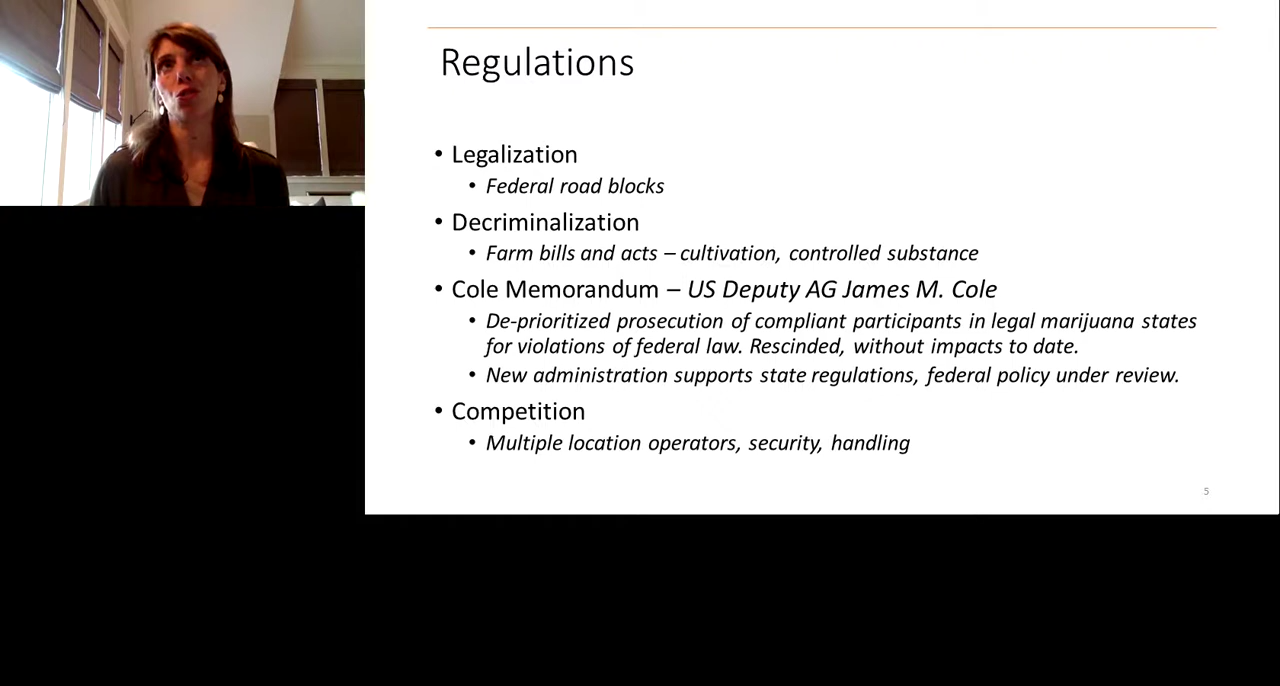 Regulations
• Legalization
• Federal road blocks
• Decriminalization
• Farm bills and acts – cultivation, controlled substance
• Cole Memorandum – US Deputy AG James M. Cole
• De-prioritized prosecution of compliant participants in legal marijuana states
for violations of federal law. Rescinded, without impacts to date.
• New administration supports state regulations, federal policy under review.
• Competition
• Multiple location operators, security, handling
5